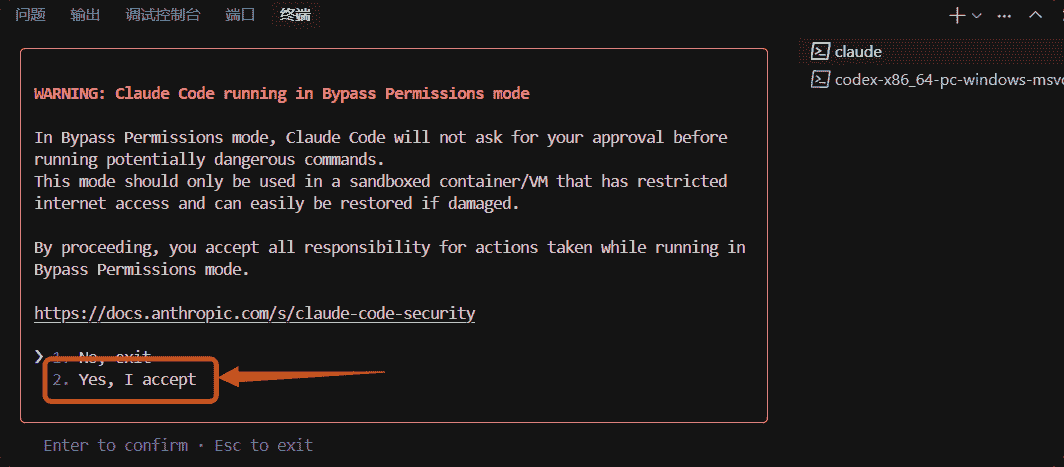 问题 输出 调试控制台 端口 终端
claude
codex-x86_64-pc-windows-msvc
WARNING: Claude Code running in Bypass Permissions mode
In Bypass Permissions mode, Claude Code will not ask for your approval before
running potentially dangerous commands.
This mode should only be used in a sandboxed container/VM that has restricted
internet access and can easily be restored if damaged.
By proceeding, you accept all responsibility for actions taken while running in
Bypass Permissions mode.
https://docs.anthropic.com/s/claude-code-security
❯ 1. No, exit
2. Yes, I accept
Enter to confirm · Esc to exit